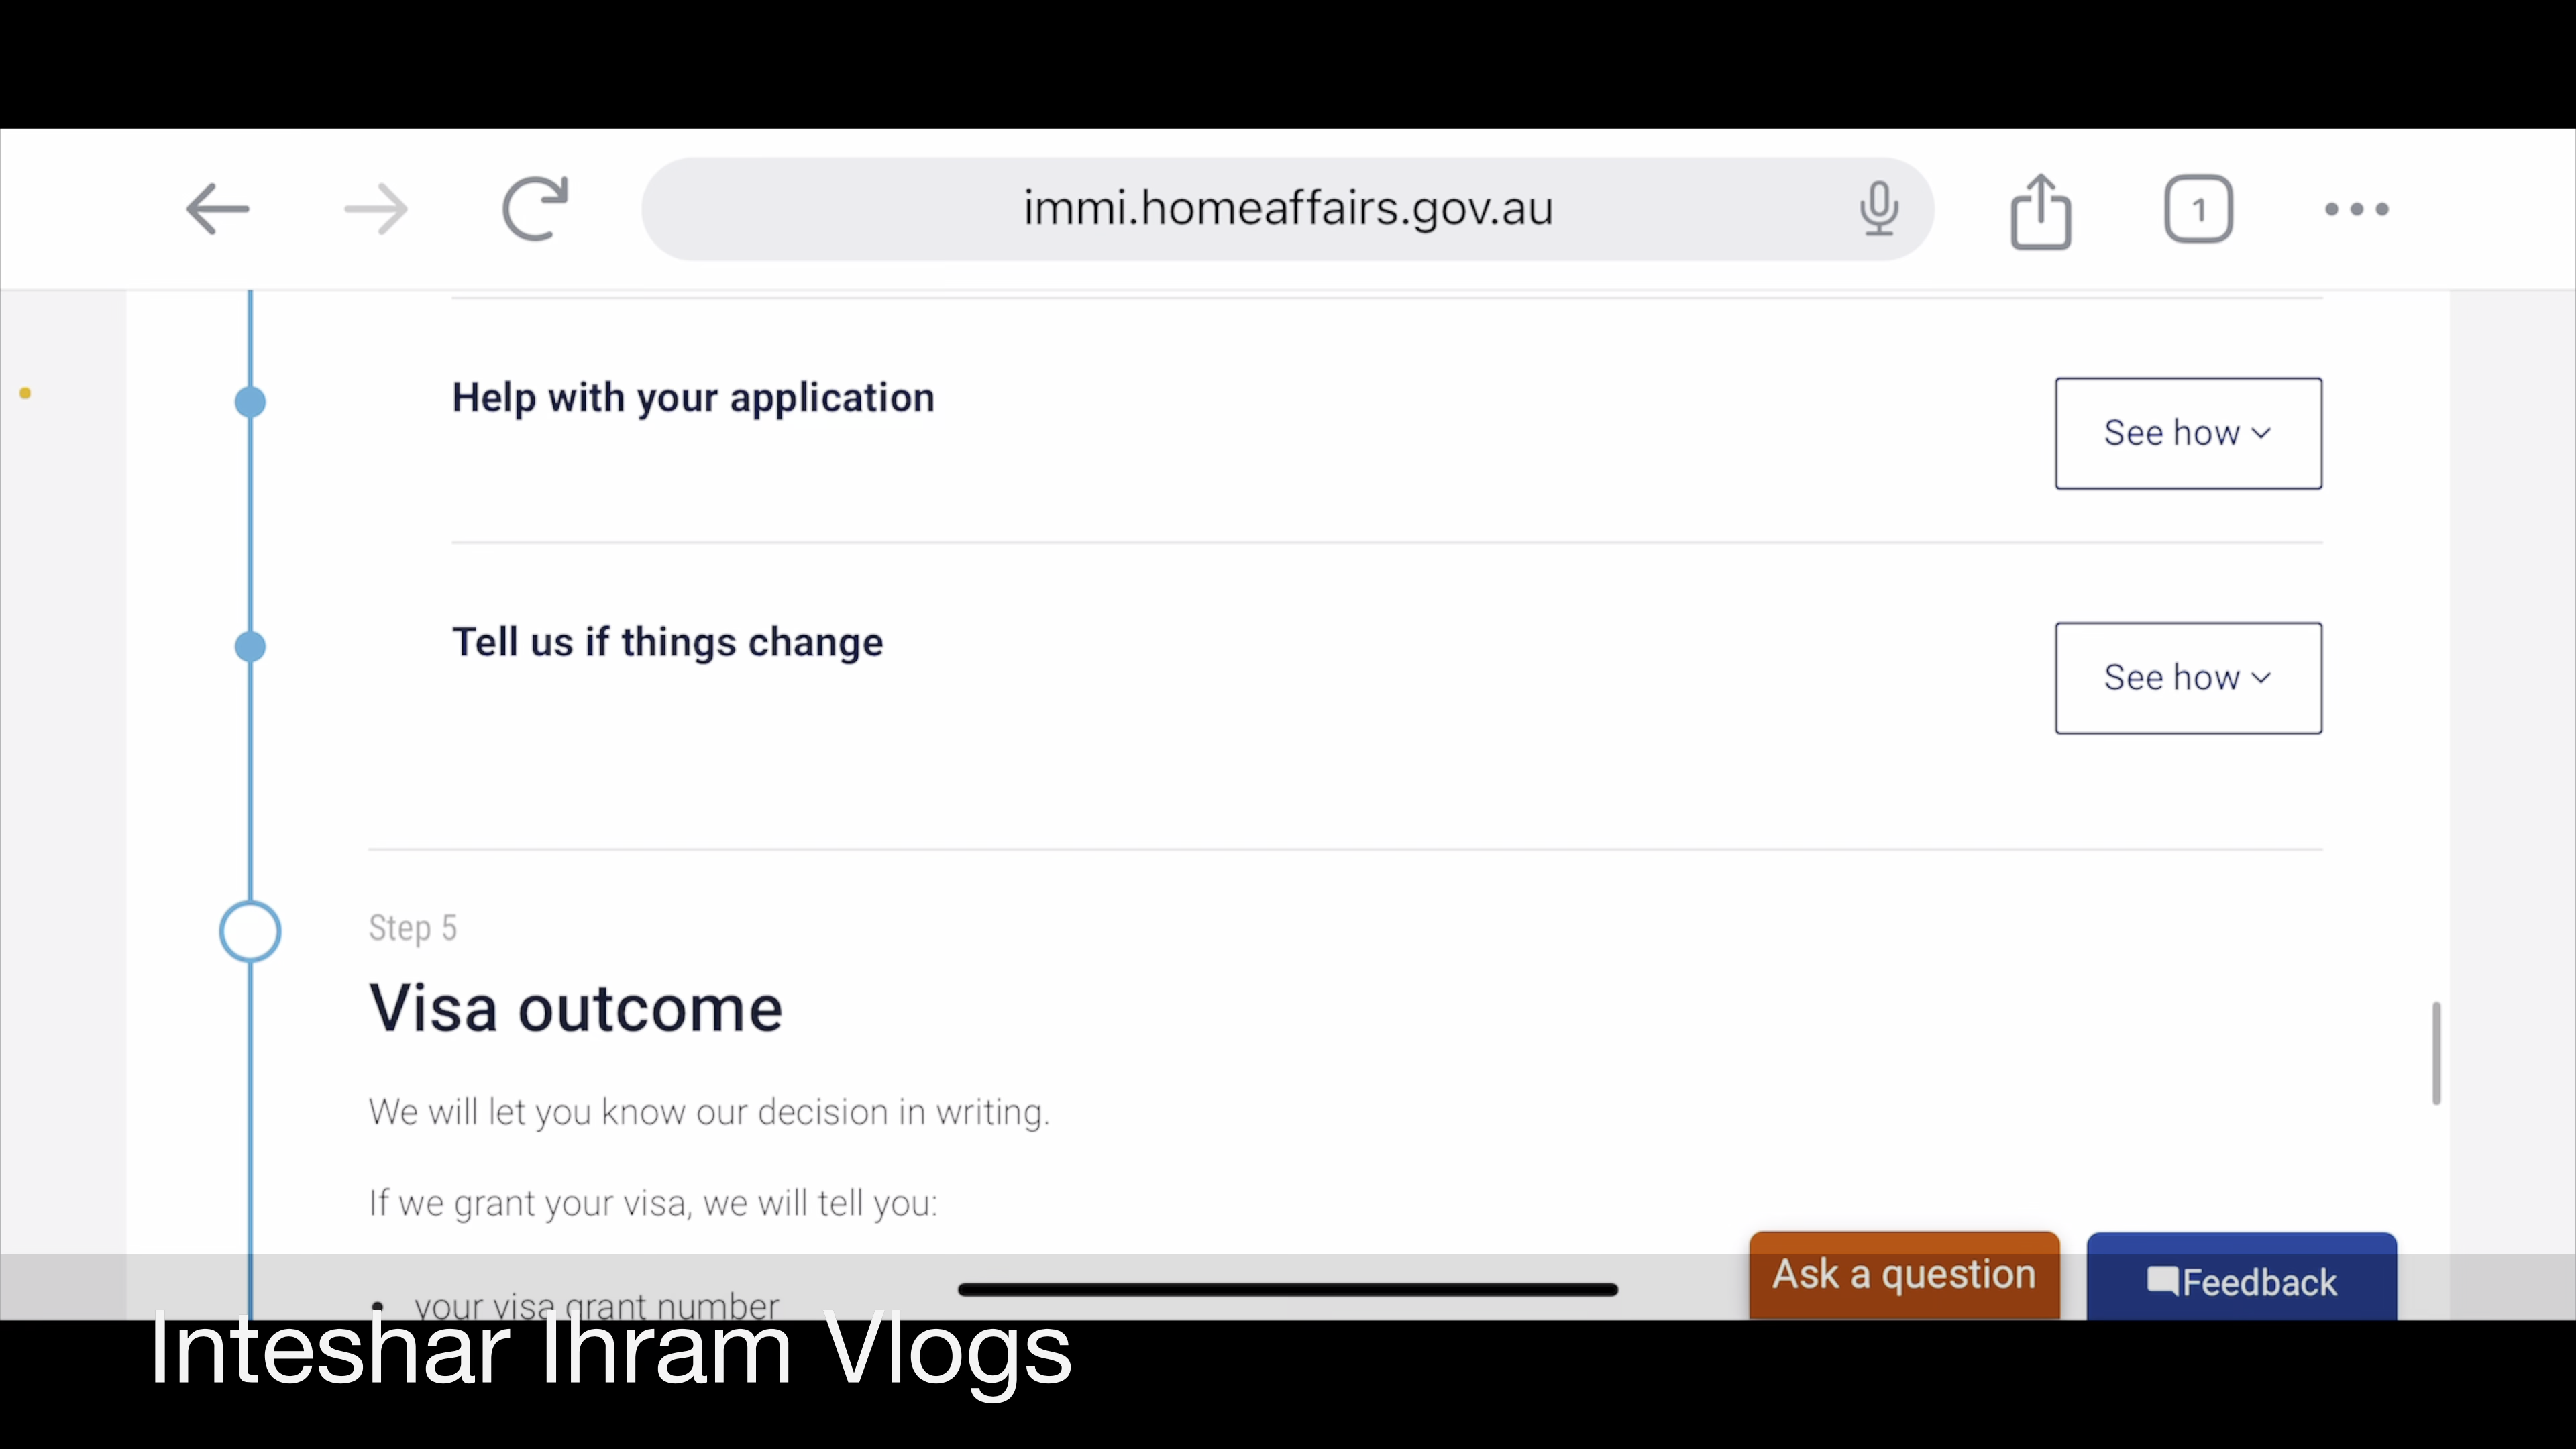 immi.homeaffairs.gov.au
1
Help with your application
See how
Tell us if things change
See how
Step 5
Visa outcome
We will let you know our decision in writing.
If we grant your visa, we will tell you:
• your visa grant number
Ask a question
Feedback
Inteshar Ihram Vlogs